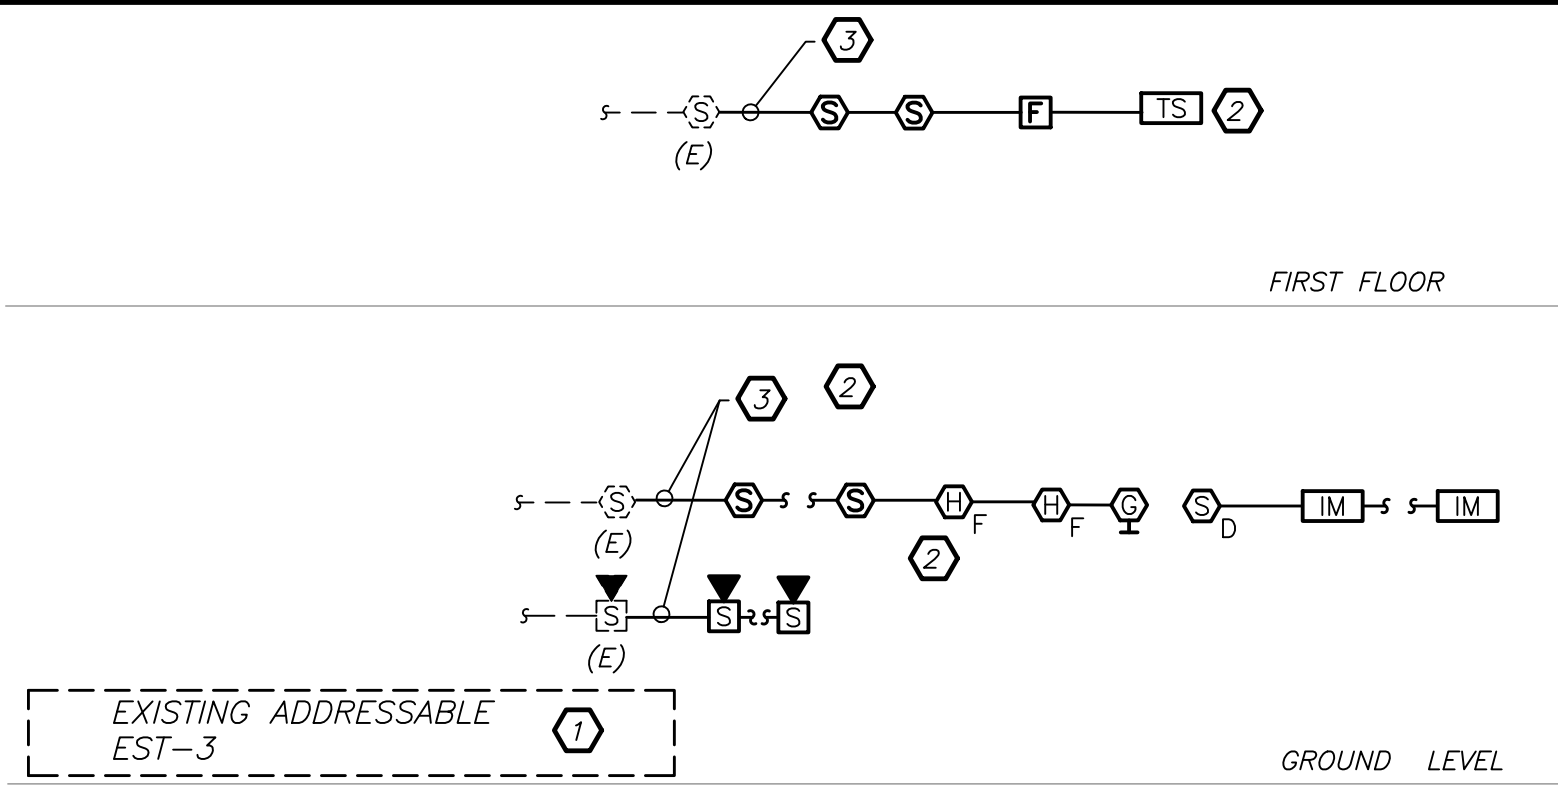 3
S S S F TS 2
(E)
FIRST FLOOR
3 2
S S S H F H F G S D IM IM
(E)
2
S S S
(E)
EXISTING ADDRESSABLE 1
EST-3
GROUND LEVEL